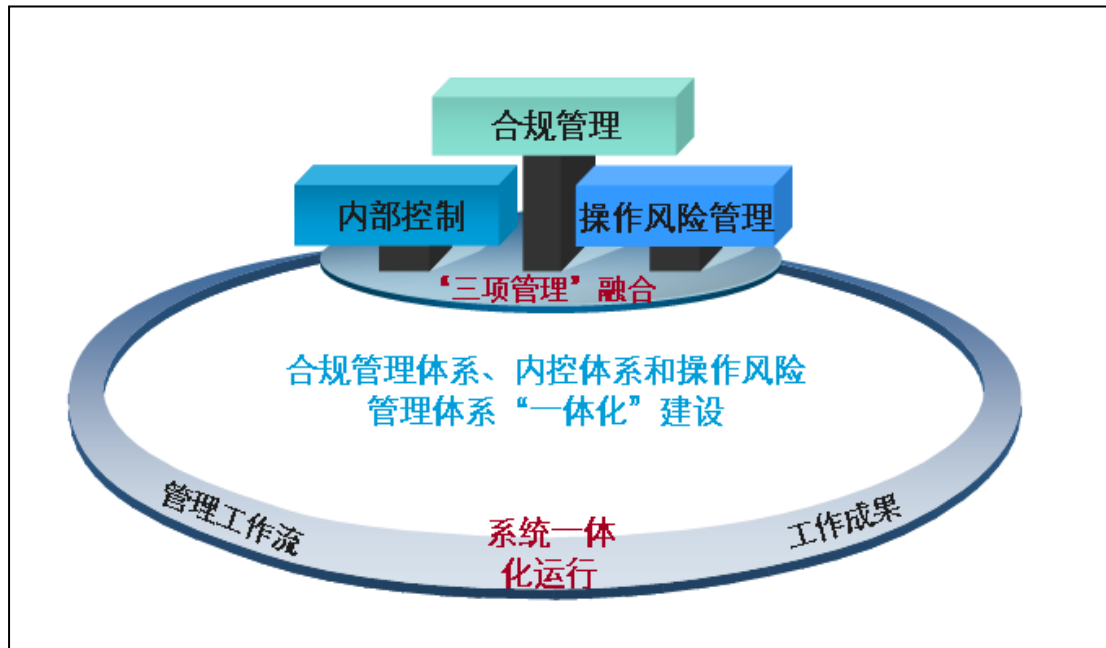 合规管理
内部控制
操作风险管理
“三项管理”融合
合规管理体系、内控体系和操作风险
管理体系“一体化”建设
管理工作流
系统一体
化运行
工作成果